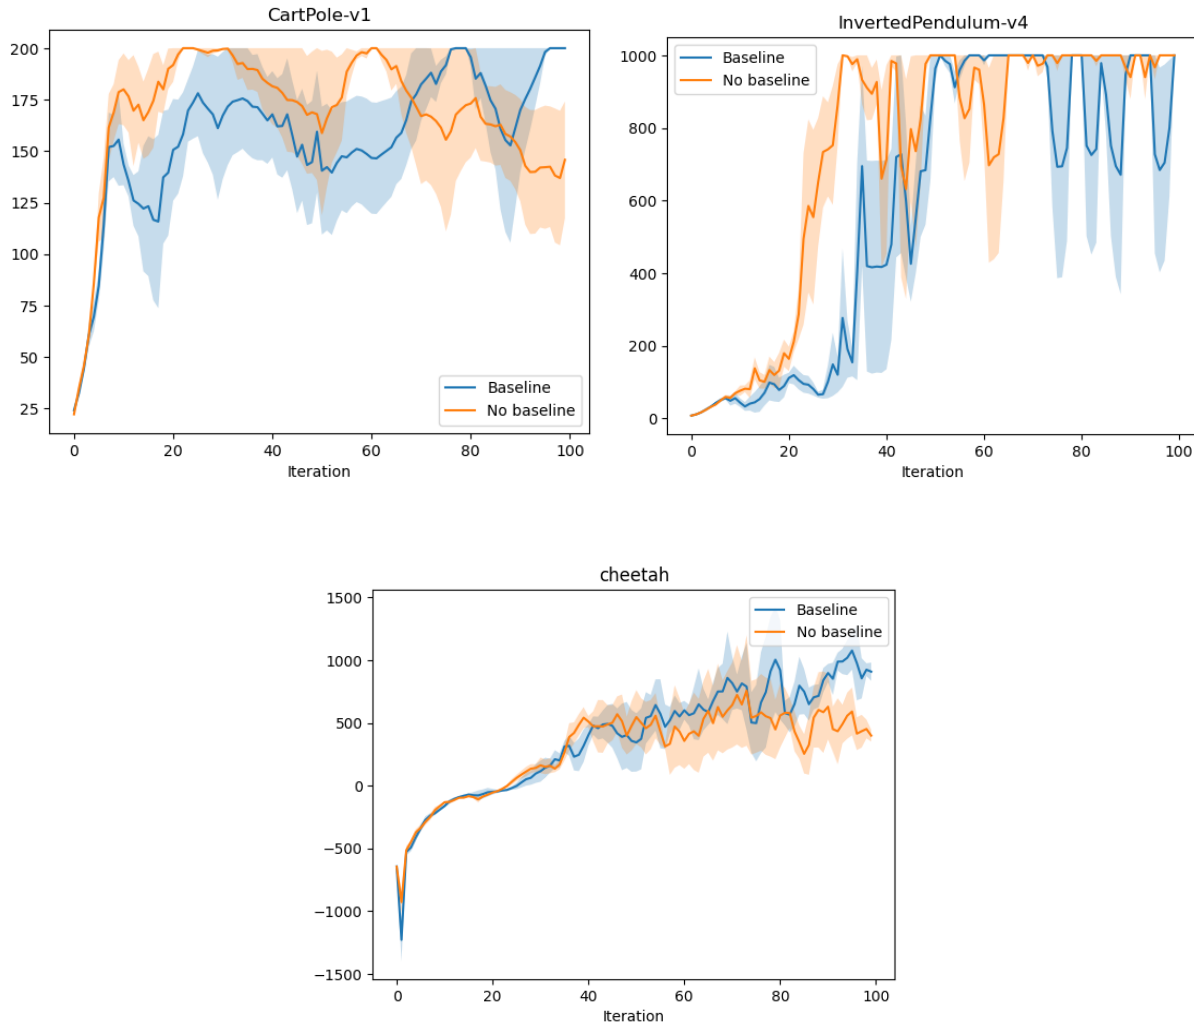 CartPole-v1
200
175
150
125
100
75
50
25
Baseline
No baseline
0 20 40 60 80 100
Iteration
InvertedPendulum-v4
Baseline
No baseline
1000
800
600
400
200
0
0 20 40 60 80 100
Iteration
cheetah
1500
Baseline
No baseline
1000
500
0
−500
−1000
−1500
0 20 40 60 80 100
Iteration